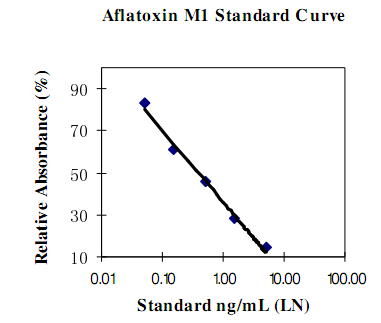 Aflatoxin M1 Standard Curve
Relative Absorbance (%)
90
70
50
30
10
0.01 0.10 1.00 10.00 100.00
Standard ng/mL (LN)